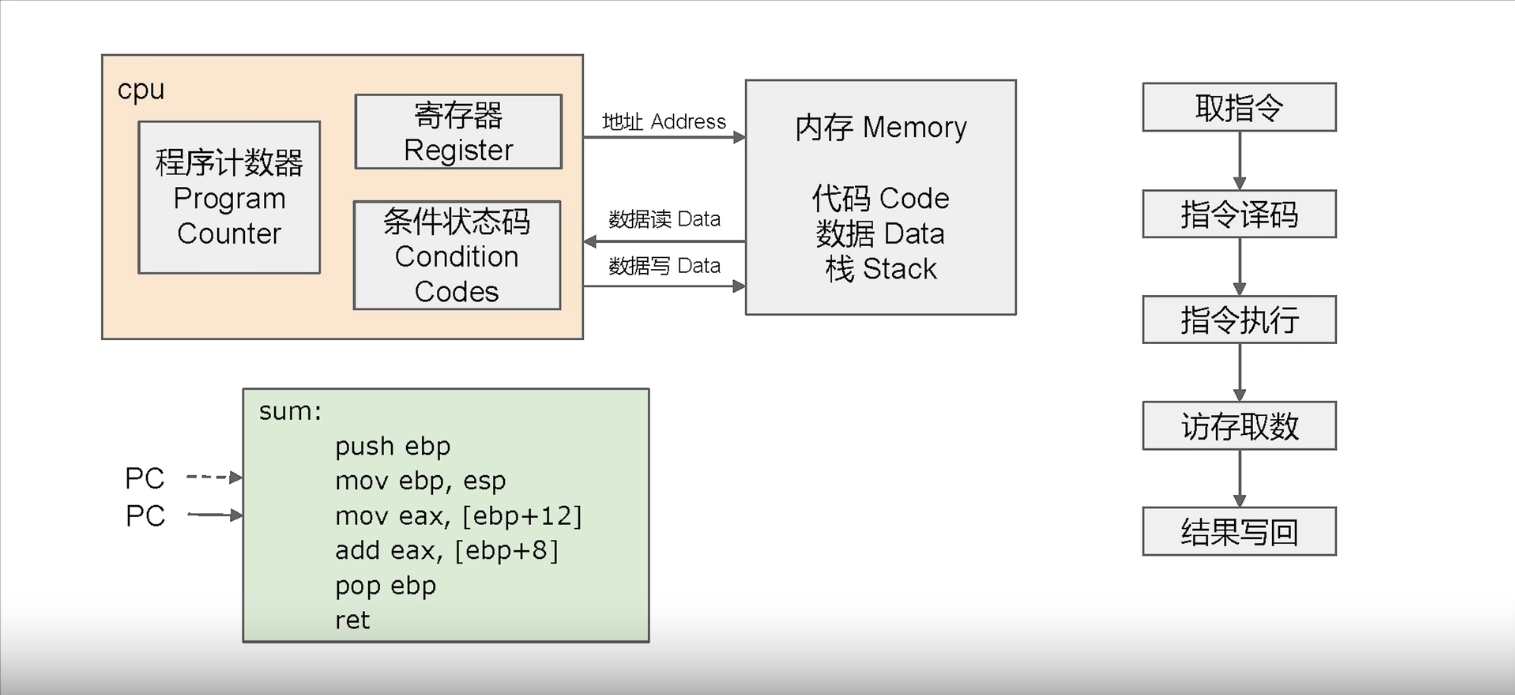 cpu
程序计数器
Program
Counter
寄存器
Register
条件状态码
Condition
Codes
地址 Address
数据读 Data
数据写 Data
内存 Memory
代码 Code
数据 Data
栈 Stack
取指令
指令译码
指令执行
访存取数
结果写回
PC
PC
sum:
push ebp
mov ebp, esp
mov eax, [ebp+12]
add eax, [ebp+8]
pop ebp
ret